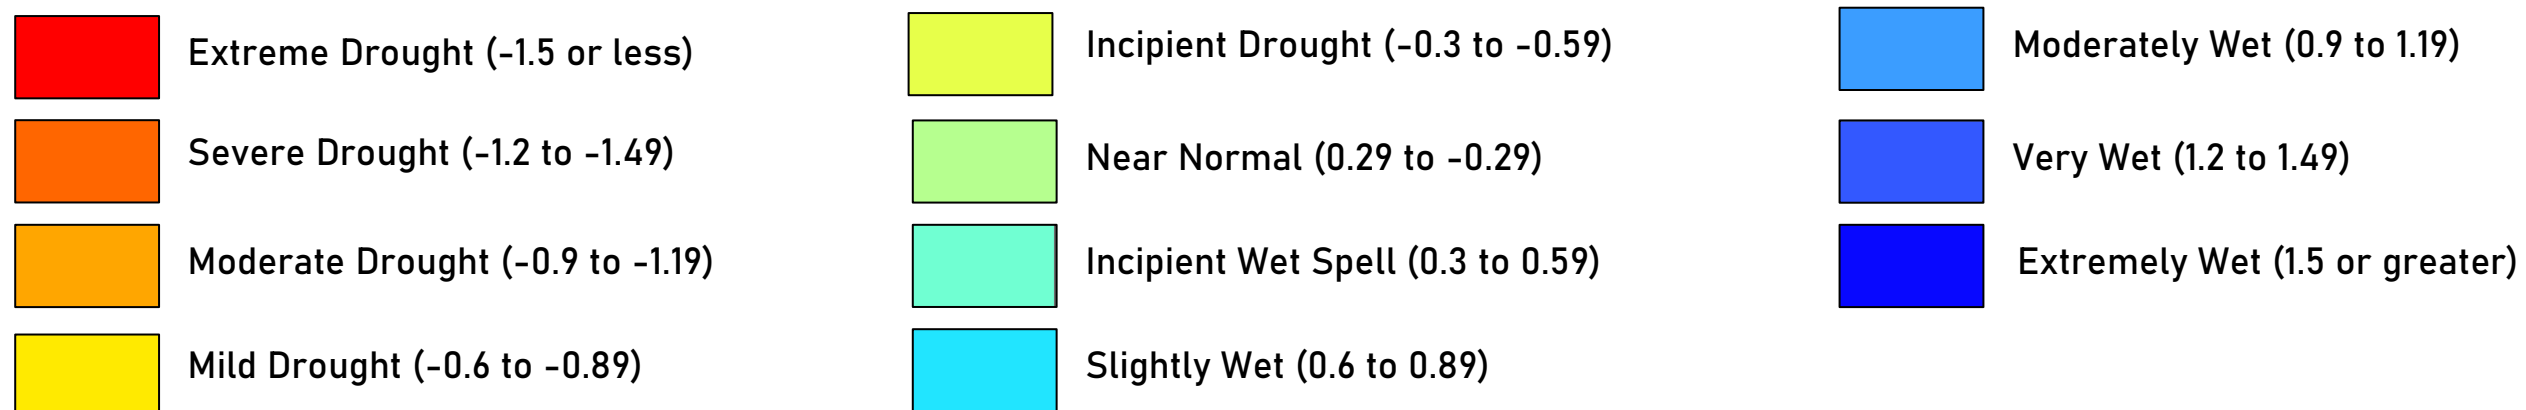 Extreme Drought (-1.5 or less)
Severe Drought (-1.2 to -1.49)
Moderate Drought (-0.9 to -1.19)
Mild Drought (-0.6 to -0.89)
Incipient Drought (-0.3 to -0.59)
Near Normal (0.29 to -0.29)
Incipient Wet Spell (0.3 to 0.59)
Slightly Wet (0.6 to 0.89)
Moderately Wet (0.9 to 1.19)
Very Wet (1.2 to 1.49)
Extremely Wet (1.5 or greater)